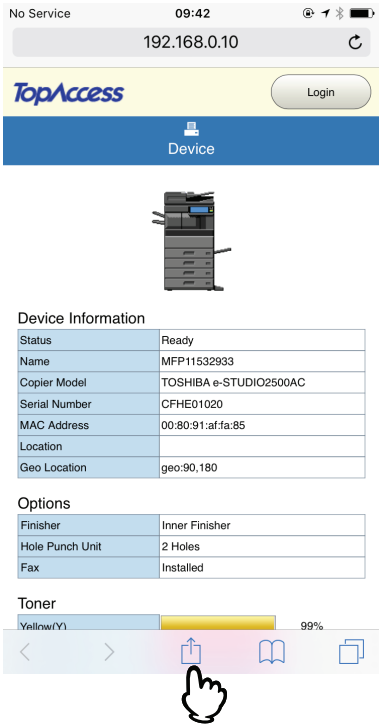 No Service 09:42
192.168.0.10
TopAccess Login
Device
Device Information
Status Ready
Name MFP11532933
Copier Model TOSHIBA e-STUDIO2500AC
Serial Number CFHE01020
MAC Address 00:80:91:af:fa:85
Location
Geo Location geo:90,180
Options
Finisher Inner Finisher
Hole Punch Unit 2 Holes
Fax Installed
Toner
Yellow(Y) 99%